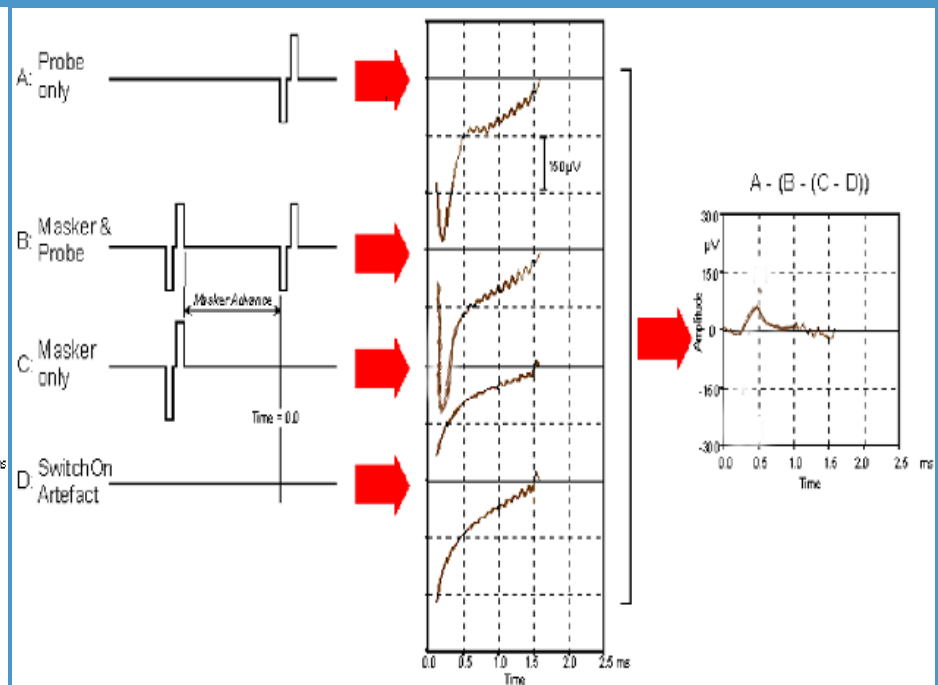 A: Probe
only
B: Masker &
Probe
Masker Advance
C: Masker
only
Time = 0.0
ms
D: SwitchOn
Artefact
150µV
0.0 0.5 1.0 1.5 2.0 2.5 ms
Time
A - (B - (C - D))
300
µV
150
0
-150
-300
Amplitude
0.0 0.5 1.0 1.5 2.0 2.5
ms
Time